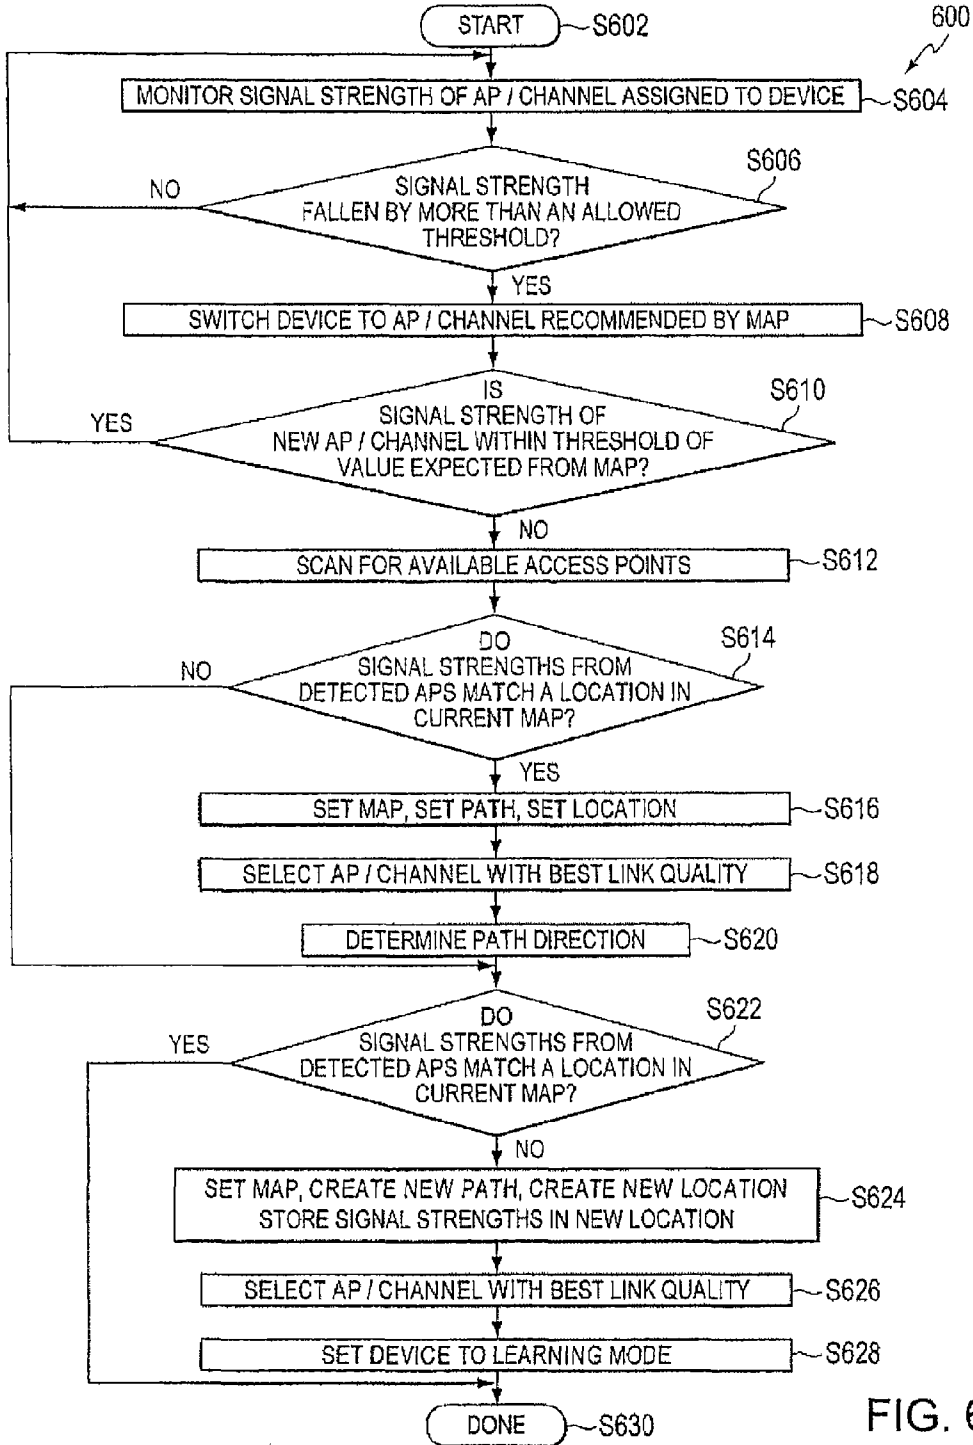 START
S602
600
MONITOR SIGNAL STRENGTH OF AP / CHANNEL ASSIGNED TO DEVICE
S604
S606
NO
SIGNAL STRENGTH
FALLEN BY MORE THAN AN ALLOWED
THRESHOLD?
YES
SWITCH DEVICE TO AP / CHANNEL RECOMMENDED BY MAP
S608
S610
YES
IS
SIGNAL STRENGTH OF
NEW AP / CHANNEL WITHIN THRESHOLD OF
VALUE EXPECTED FROM MAP?
NO
SCAN FOR AVAILABLE ACCESS POINTS
S612
S614
NO
DO
SIGNAL STRENGTHS FROM
DETECTED APS MATCH A LOCATION IN
CURRENT MAP?
YES
SET MAP, SET PATH, SET LOCATION
S616
SELECT AP / CHANNEL WITH BEST LINK QUALITY
S618
DETERMINE PATH DIRECTION
S620
S622
YES
DO
SIGNAL STRENGTHS FROM
DETECTED APS MATCH A LOCATION IN
CURRENT MAP?
NO
SET MAP, CREATE NEW PATH, CREATE NEW LOCATION
STORE SIGNAL STRENGTHS IN NEW LOCATION
S624
SELECT AP / CHANNEL WITH BEST LINK QUALITY
S626
SET DEVICE TO LEARNING MODE
S628
DONE
S630
FIG. 6